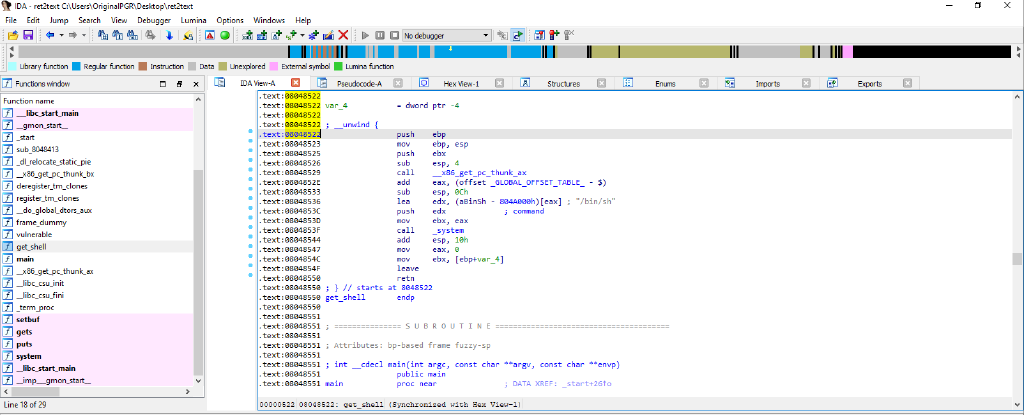 IDA - ret2text C:\Users\OriginalPGR\Desktop\ret2text
File Edit Jump Search View Debugger Lumina Options Windows Help
No debugger
Library function Regular function Instruction Data Unexplored External symbol Lumina function
Functions window
IDA View-A Pseudocode-A Hex View-1 Structures Enums Imports Exports
Function name
__libc_start_main
__gmon_start__
_start
sub_8048413
_dl_relocate_static_pie
__x86_get_pc_thunk_bx
deregister_tm_clones
register_tm_clones
__do_global_dtors_aux
frame_dummy
vulnerable
get_shell
main
__x86_get_pc_thunk_ax
__libc_csu_init
__libc_csu_fini
_term_proc
setbuf
gets
puts
system
__libc_start_main
__imp___gmon_start__
Line 18 of 29
.text:08048522
.text:08048522 var_4 = dword ptr -4
.text:08048522
.text:08048522 ; __unwind {
.text:08048522 push ebp
.text:08048523 mov ebp, esp
.text:08048525 push ebx
.text:08048526 sub esp, 4
.text:08048529 call __x86_get_pc_thunk_ax
.text:0804852E add eax, (offset _GLOBAL_OFFSET_TABLE_ - $)
.text:08048533 sub esp, 0Ch
.text:08048536 lea edx, (aBinSh - 804A000h)[eax] ; "/bin/sh"
.text:0804853C push edx ; command
.text:0804853D mov ebx, eax
.text:0804853F call _system
.text:08048544 add esp, 10h
.text:08048547 mov eax, 0
.text:0804854C mov ebx, [ebp+var_4]
.text:0804854F leave
.text:08048550 retn
.text:08048550 ; } // starts at 8048522
.text:08048550 get_shell endp
.text:08048550
.text:08048551
.text:08048551 ; =============== S U B R O U T I N E =======================================
.text:08048551
.text:08048551 ; Attributes: bp-based frame fuzzy-sp
.text:08048551
.text:08048551 ; int __cdecl main(int argc, const char **argv, const char **envp)
.text:08048551 public main
.text:08048551 main proc near ; DATA XREF: _start+26↑o
00000522 08048522: get_shell (Synchronized with Hex View-1)